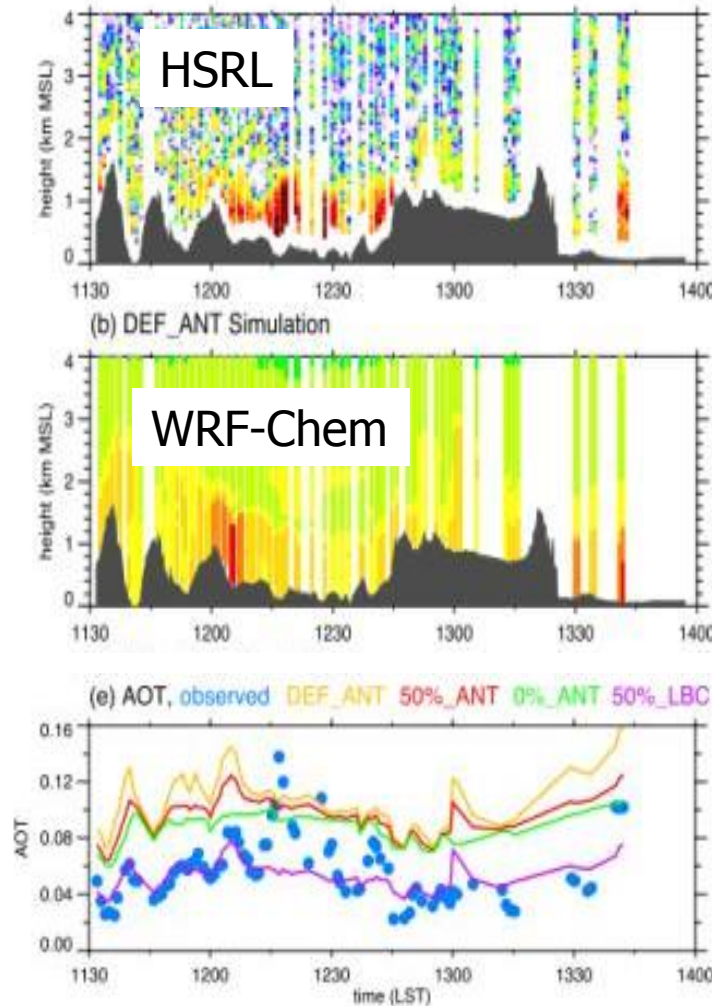 4
3
2
1
0
height (km MSL)
HSRL
1130 1200 1230 1300 1330 1400
(b) DEF_ANT Simulation
4
3
2
1
0
height (km MSL)
WRF-Chem
1130 1200 1230 1300 1330 1400
(e) AOT, observed DEF_ANT 50%_ANT 0%_ANT 50%_LBC
0.16
0.12
0.08
0.04
0.00
AOT
1130 1200 1230 1300 1330 1400
time (LST)